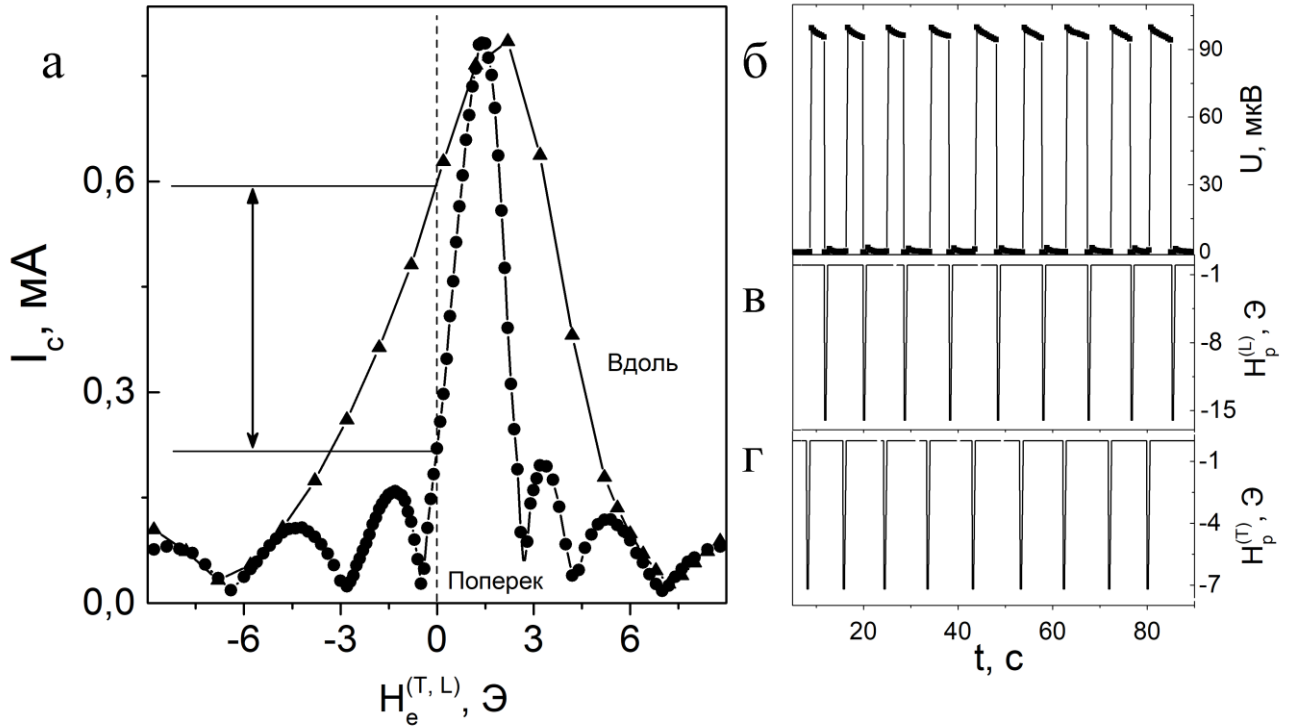 а
0,6
0,3
0,0
I_c, мА
-6 -3 0 3 6
H_e^(T, L), Э
Вдоль
Поперек
б
90
60
30
0
U, мкВ
в
-1
-8
-15
H_p^(L), Э
г
-1
-4
-7
H_p^(T), Э
20 40 60 80
t, с